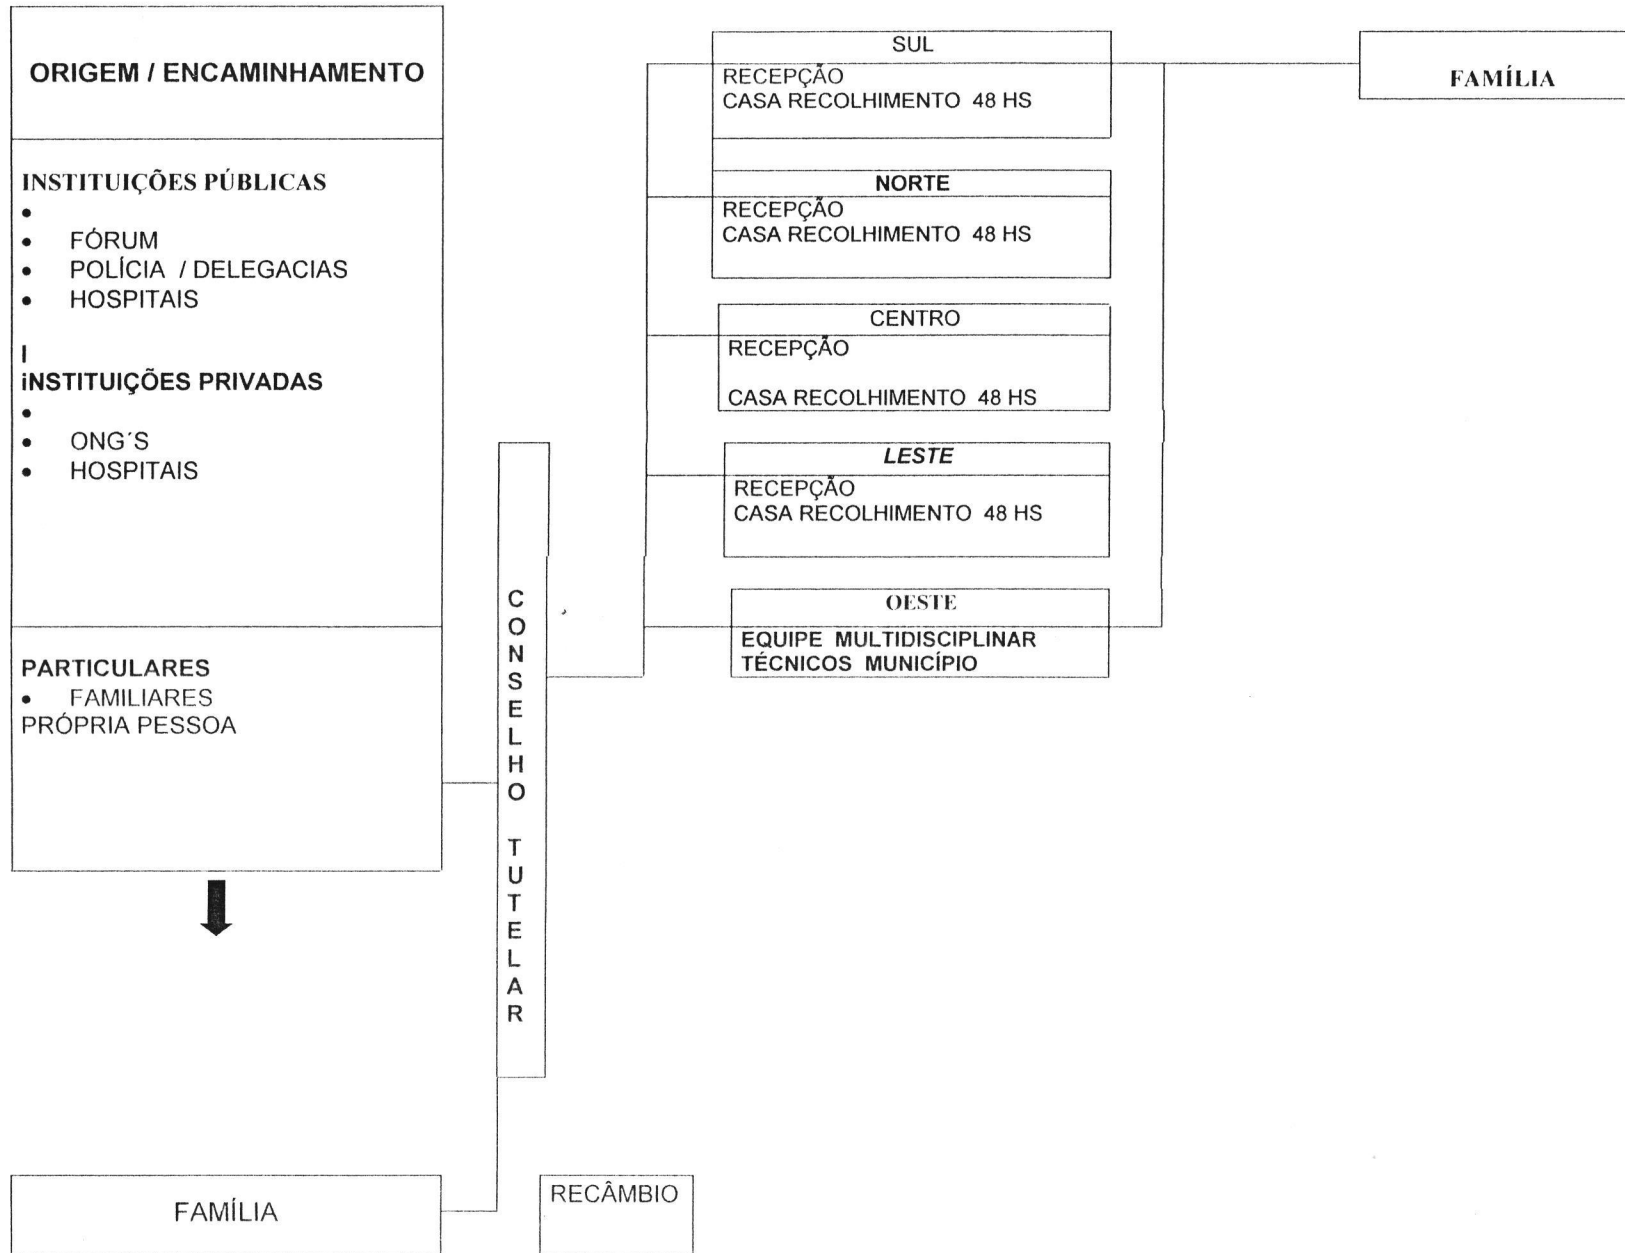 ORIGEM / ENCAMINHAMENTO
INSTITUIÇÕES PÚBLICAS
•
• FÓRUM
• POLÍCIA / DELEGACIAS
• HOSPITAIS
I
iNSTITUIÇÕES PRIVADAS
•
• ONG´S
• HOSPITAIS
PARTICULARES
• FAMILIARES
PRÓPRIA PESSOA
CONSELHO TUTELAR
SUL
RECEPÇÃO
CASA RECOLHIMENTO 48 HS
NORTE
RECEPÇÃO
CASA RECOLHIMENTO 48 HS
CENTRO
RECEPÇÃO
CASA RECOLHIMENTO 48 HS
LESTE
RECEPÇÃO
CASA RECOLHIMENTO 48 HS
OESTE
EQUIPE MULTIDISCIPLINAR
TÉCNICOS MUNICÍPIO
FAMÍLIA
FAMÍLIA
RECÂMBIO